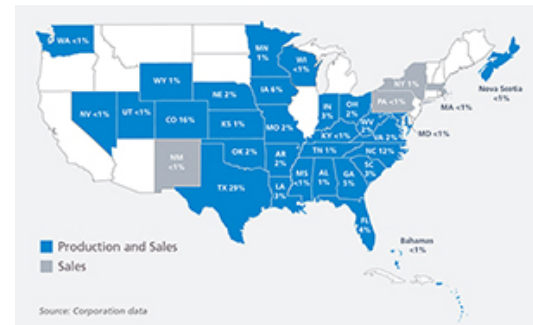 WA <1%
MN
1%
WI
<1%
Nova Scotia
<1%
WY 1%
NY 1%
IA 6%
PA <1%
MA <1%
NE 2%
NV <1%
UT <1%
CO 16%
IN
3%
OH
2%
WV
2%
MD <1%
KS 1%
MO 2%
KY <1%
VA 2%
NC 12%
TN 1%
NM
<1%
OK 2%
AR
2%
SC
3%
MS
<1%
AL
1%
GA
5%
TX 29%
LA
3%
FL
4%
Bahamas
<1%
Production and Sales
Sales
Source: Corporation data